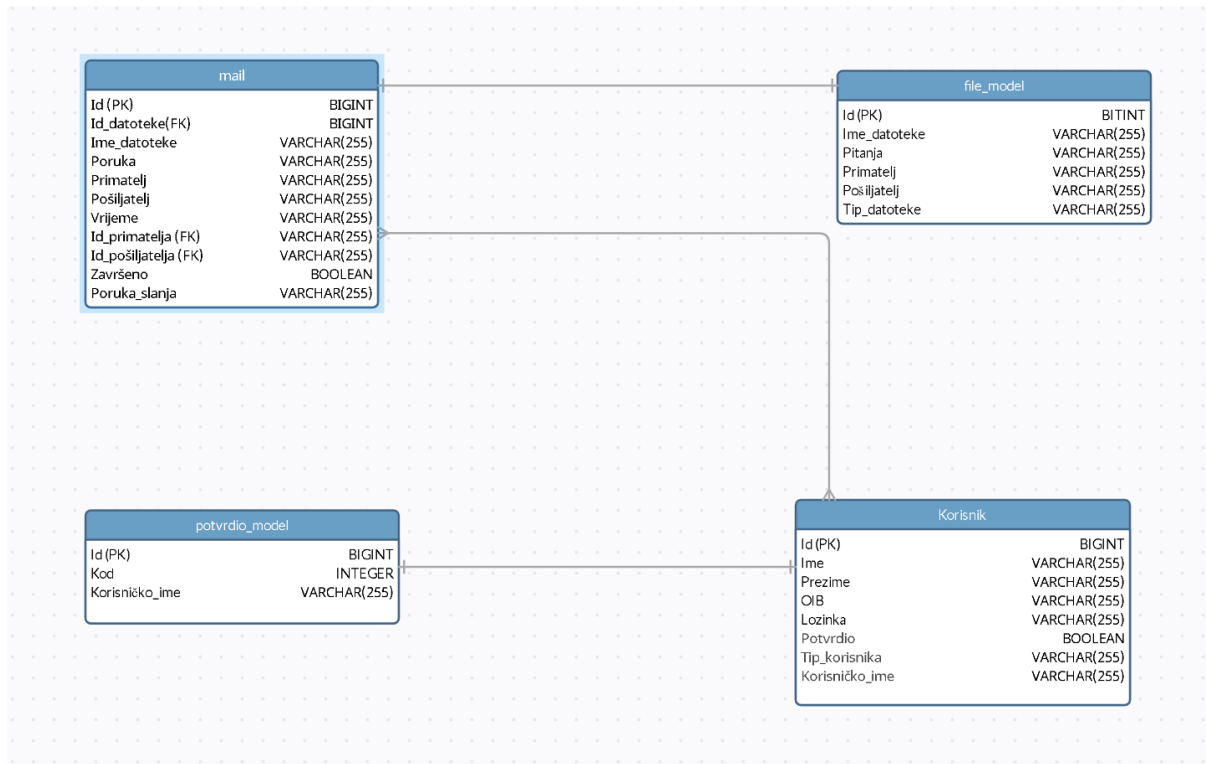 mail
Id (PK) BIGINT
Id_datoteke(FK) BIGINT
Ime_datoteke VARCHAR(255)
Poruka VARCHAR(255)
Primatelj VARCHAR(255)
Pošiljatelj VARCHAR(255)
Vrijeme VARCHAR(255)
Id_primatelja (FK) VARCHAR(255)
Id_pošiljatelja (FK) VARCHAR(255)
Završeno BOOLEAN
Poruka_slanja VARCHAR(255)
file_model
Id (PK) BITINT
Ime_datoteke VARCHAR(255)
Pitanja VARCHAR(255)
Primatelj VARCHAR(255)
Pošiljatelj VARCHAR(255)
Tip_datoteke VARCHAR(255)
potvrdio_model
Id (PK) BIGINT
Kod INTEGER
Korisničko_ime VARCHAR(255)
Korisnik
Id (PK) BIGINT
Ime VARCHAR(255)
Prezime VARCHAR(255)
OIB VARCHAR(255)
Lozinka VARCHAR(255)
Potvrdio BOOLEAN
Tip_korisnika VARCHAR(255)
Korisničko_ime VARCHAR(255)